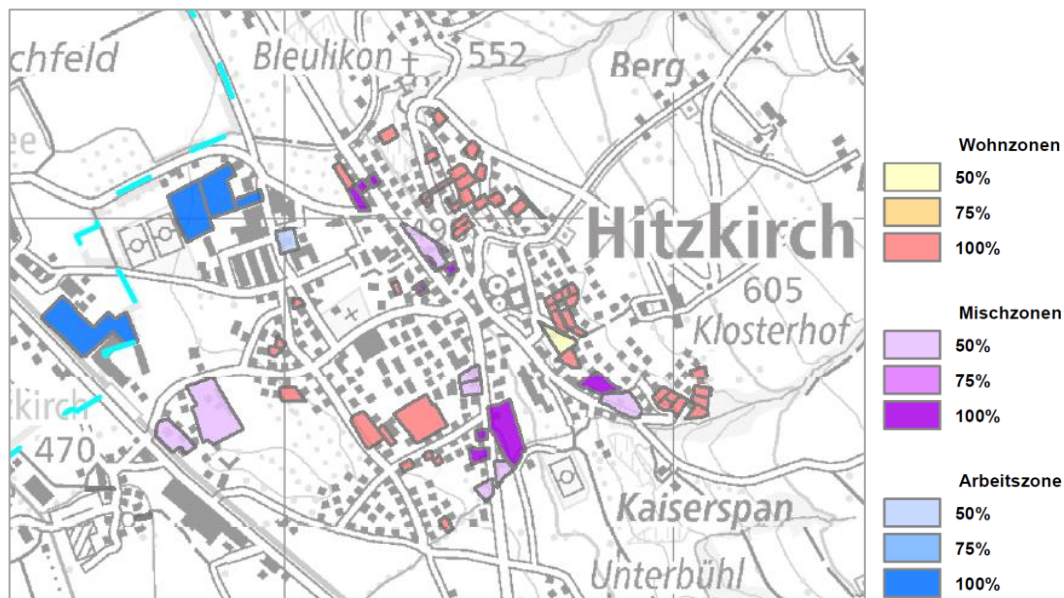 chfeld
Bleulikon
552
Berg
Hitzkirch
605
Klosterhof
kirch
470
Kaiserspan
Unterbühl
Wohnzonen
50%
75%
100%
Mischzonen
50%
75%
100%
Arbeitszone
50%
75%
100%